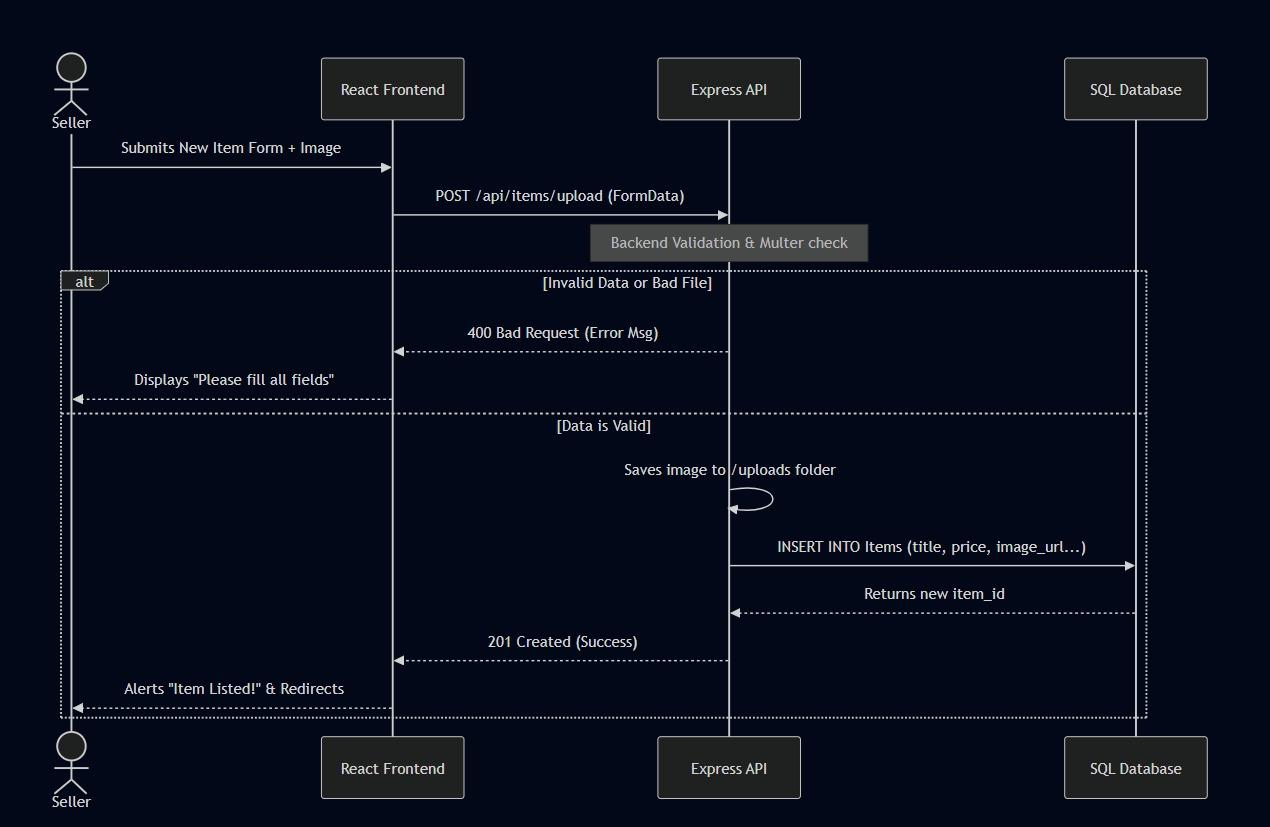 Seller
React Frontend
Express API
SQL Database
Submits New Item Form + Image
POST /api/items/upload (FormData)
Backend Validation & Multer check
alt
[Invalid Data or Bad File]
400 Bad Request (Error Msg)
Displays "Please fill all fields"
[Data is Valid]
Saves image to /uploads folder
INSERT INTO Items (title, price, image_url...)
Returns new item_id
201 Created (Success)
Alerts "Item Listed!" & Redirects
Seller
React Frontend
Express API
SQL Database